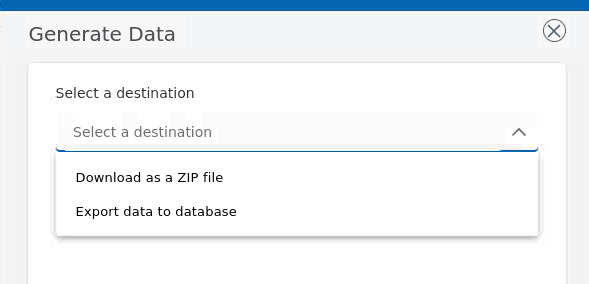 Generate Data
Select a destination
Select a destination
Download as a ZIP file
Export data to database